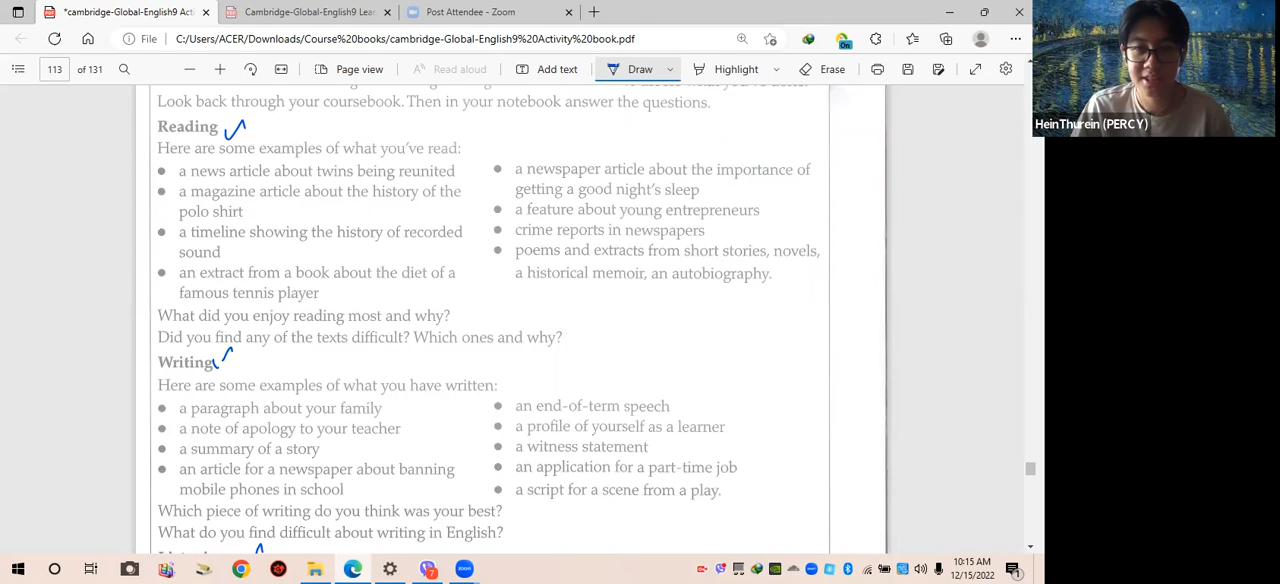 *cambridge-Global-English9 Acti
Cambridge-Global-English9 Lea
Post Attendee - Zoom
File
C:/Users/ACER/Downloads/Course%20books/cambridge-Global-English9%20Activity%20book.pdf
On
113 of 131
Page view
Read aloud
Add text
Draw
Highlight
Erase
HeinThurein (PERCY)
Look back through your coursebook. Then in your notebook answer the questions.
Reading
Here are some examples of what you've read:
a news article about twins being reunited
a magazine article about the history of the
polo shirt
a timeline showing the history of recorded
sound
an extract from a book about the diet of a
famous tennis player
a newspaper article about the importance of
getting a good night's sleep
a feature about young entrepreneurs
crime reports in newspapers
poems and extracts from short stories, novels,
a historical memoir, an autobiography.
What did you enjoy reading most and why?
Did you find any of the texts difficult? Which ones and why?
Writing
Here are some examples of what you have written:
a paragraph about your family
a note of apology to your teacher
a summary of a story
an article for a newspaper about banning
mobile phones in school
an end-of-term speech
a profile of yourself as a learner
a witness statement
an application for a part-time job
a script for a scene from a play.
Which piece of writing do you think was your best?
What do you find difficult about writing in English?
7
10:15 AM
12/15/2022
1